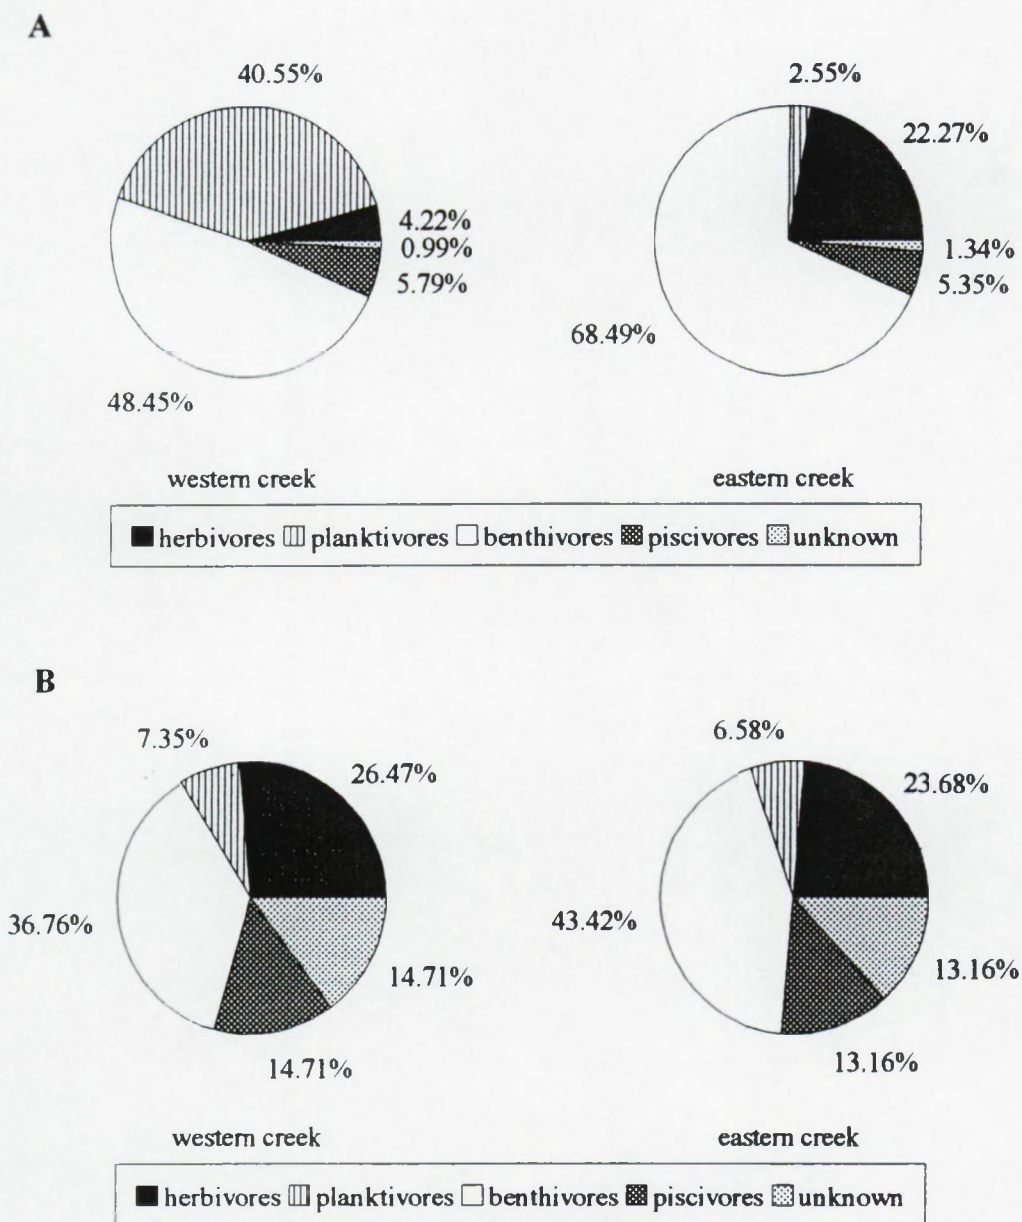 A
40.55%
2.55%
22.27%
4.22%
0.99%
5.79%
1.34%
5.35%
68.49%
48.45%
western creek
eastern creek
herbivores planktivores benthivores piscivores unknown
B
7.35%
6.58%
26.47%
23.68%
36.76%
43.42%
14.71%
13.16%
14.71%
13.16%
western creek
eastern creek
herbivores planktivores benthivores piscivores unknown